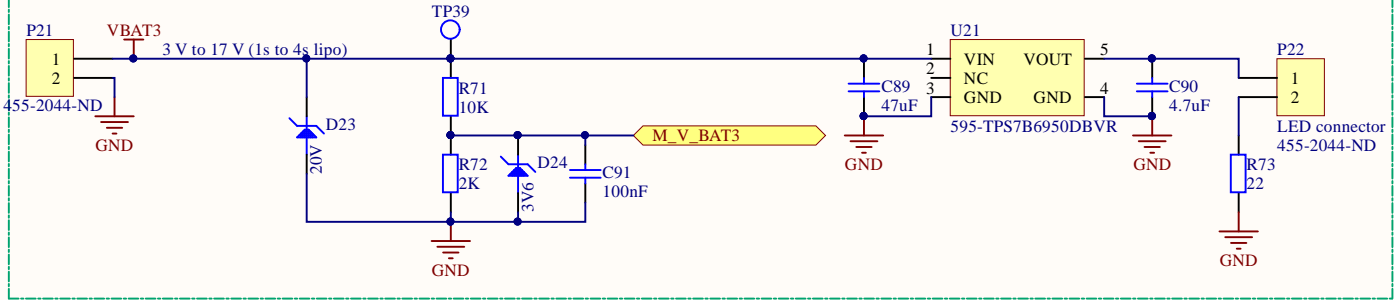 TP39
P21
VBAT3
3 V to 17 V (1s to 4s lipo)
1
2
455-2044-ND
GND
D23
20V
R71
10K
M_V_BAT3
R72
2K
D24
3V6
C91
100nF
GND
U21
1
VIN
VOUT
5
2
NC
3
GND
GND
4
595-TPS7B6950DBVR
C89
47uF
GND
C90
4.7uF
GND
P22
1
2
LED connector
455-2044-ND
R73
22
GND